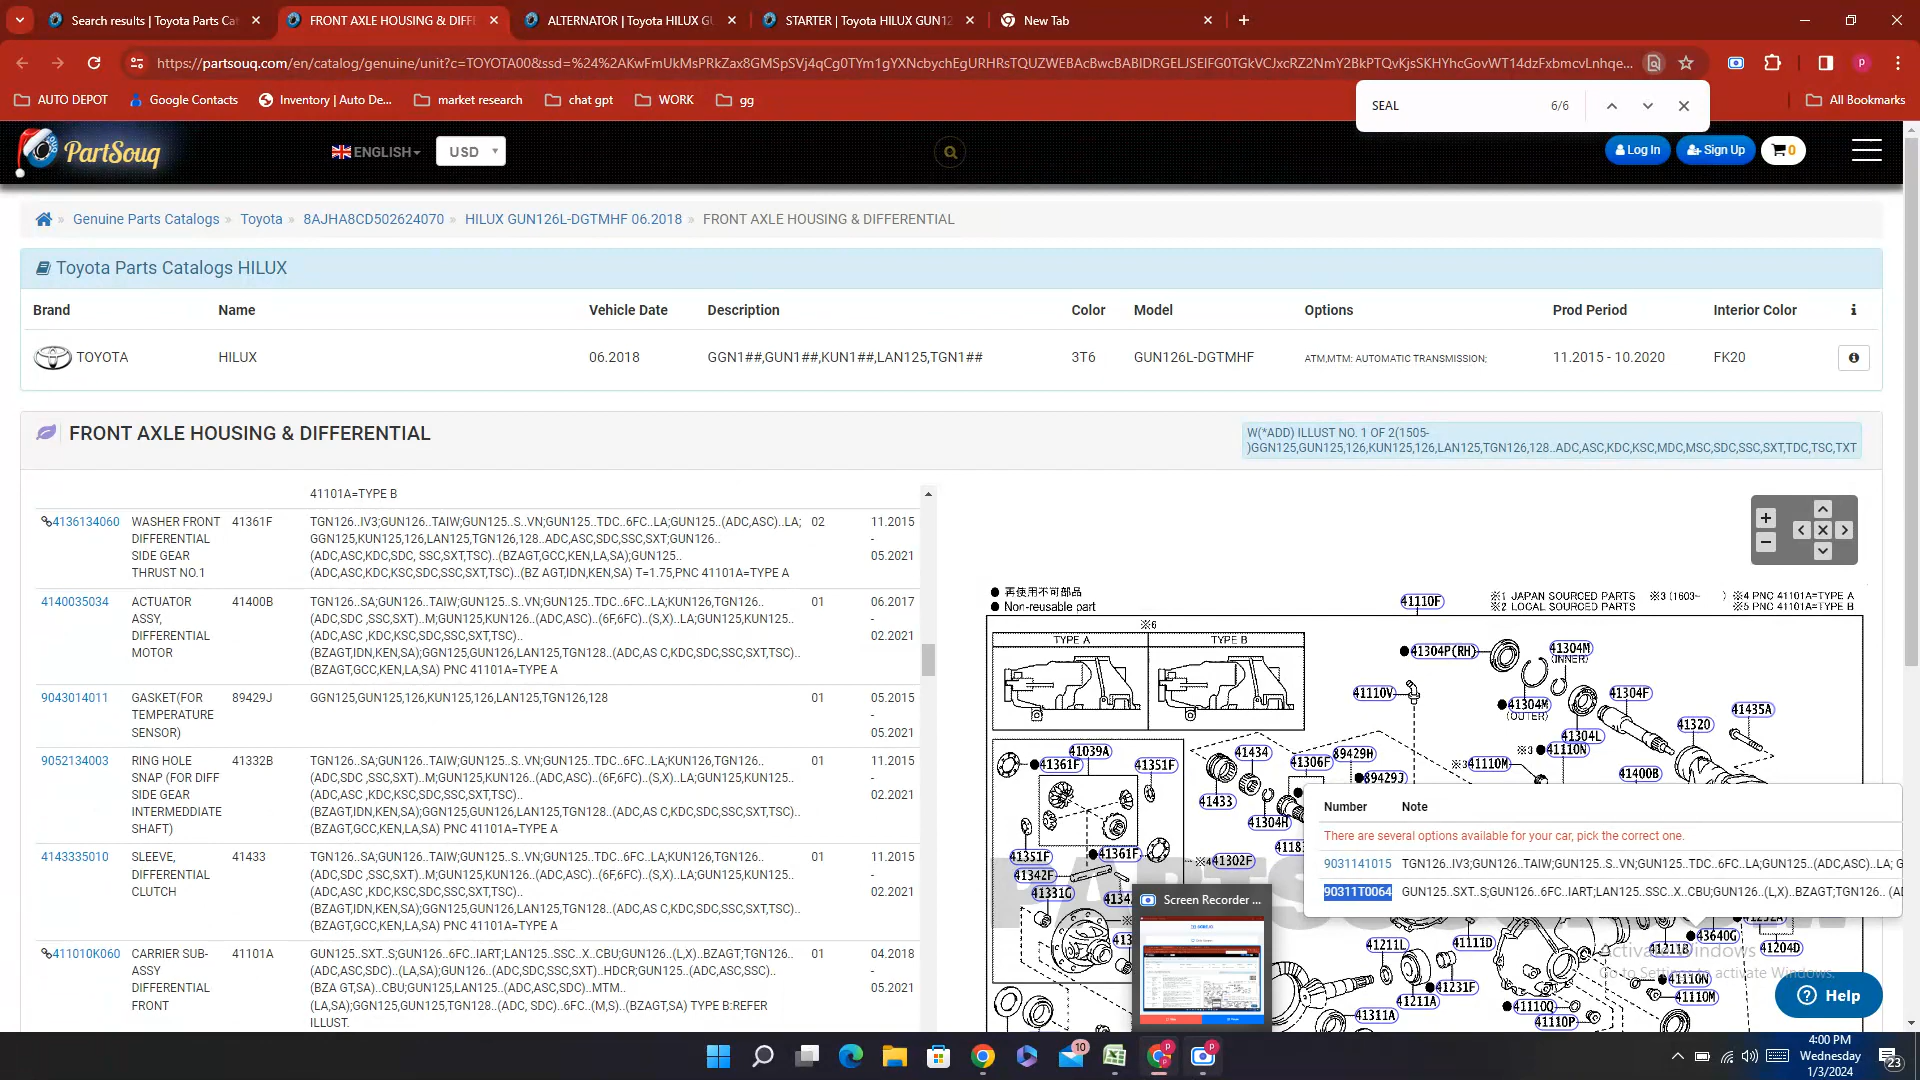 Search results | Toyota Parts Cat
FRONT AXLE HOUSING & DIFFE
ALTERNATOR | Toyota HILUX GU
STARTER | Toyota HILUX GUN12
New Tab
https://partsouq.com/en/catalog/genuine/unit?c=TOYOTA00&ssd=
AUTO DEPOT
Google Contacts
Inventory | Auto De...
market research
chat gpt
WORK
gg
SEAL
6/6
All Bookmarks
PartSouq
ENGLISH
USD
Log In
Sign Up
0
» Genuine Parts Catalogs » Toyota » 8AJHA8CD502624070 » HILUX GUN126L-DGTMHF 06.2018 » FRONT AXLE HOUSING & DIFFERENTIAL
Toyota Parts Catalogs HILUX
Brand Name Vehicle Date Description Color Model Options Prod Period Interior Color
TOYOTA HILUX 06.2018 GGN1##,GUN1##,KUN1##,LAN125,TGN1## 3T6 GUN126L-DGTMHF ATM,MTM: AUTOMATIC TRANSMISSION; 11.2015 - 10.2020 FK20
FRONT AXLE HOUSING & DIFFERENTIAL
W(*ADD) ILLUST NO. 1 OF 2(1505-
)GGN125,GUN125,126,KUN125,126,LAN125,TGN126,128..ADC,ASC,KDC,KSC,MDC,MSC,SDC,SSC,SXT,TDC,TSC,TXT
41101A=TYPE B
4136134060 WASHER FRONT 41361F TGN126..IV3;GUN126..TAIW;GUN125..S..VN;GUN125..TDC..6FC..LA;GUN125..(ADC,ASC)..LA; 02 11.2015
DIFFERENTIAL GGN125,KUN125,126,LAN125,TGN126,128..ADC,ASC,SDC,SSC,SXT;GUN126.. -
SIDE GEAR (ADC,ASC,KDC,SDC, SSC,SXT,TSC)..(BZAGT,GCC,KEN,LA,SA);GUN125.. 05.2021
THRUST NO.1 (ADC,ASC,KDC,KSC,SDC,SSC,SXT,TSC)..(BZ AGT,IDN,KEN,SA) T=1.75,PNC 41101A=TYPE A
4140035034 ACTUATOR 41400B TGN126..SA;GUN126..TAIW;GUN125..S..VN;GUN125..TDC..6FC..LA;KUN126,TGN126.. 01 06.2017
ASSY, (ADC,SDC ,SSC,SXT)..M;GUN125,KUN126..(ADC,ASC)..(6F,6FC)..(S,X)..LA;GUN125,KUN125.. -
DIFFERENTIAL (ADC,ASC ,KDC,KSC,SDC,SSC,SXT,TSC).. 02.2021
MOTOR (BZAGT,IDN,KEN,SA);GGN125,GUN126,LAN125,TGN128..(ADC,AS C,KDC,SDC,SSC,SXT,TSC)..
(BZAGT,GCC,KEN,LA,SA) PNC 41101A=TYPE A
9043014011 GASKET(FOR 89429J GGN125,GUN125,126,KUN125,126,LAN125,TGN126,128 01 05.2015
TEMPERATURE -
SENSOR) 05.2021
9052134003 RING HOLE 41332B TGN126..SA;GUN126..TAIW;GUN125..S..VN;GUN125..TDC..6FC..LA;KUN126,TGN126.. 01 11.2015
SNAP (FOR DIFF (ADC,SDC ,SSC,SXT)..M;GUN125,KUN126..(ADC,ASC)..(6F,6FC)..(S,X)..LA;GUN125,KUN125.. -
SIDE GEAR (ADC,ASC ,KDC,KSC,SDC,SSC,SXT,TSC).. 02.2021
INTERMEDDIATE (BZAGT,IDN,KEN,SA);GGN125,GUN126,LAN125,TGN128..(ADC,AS C,KDC,SDC,SSC,SXT,TSC)..
SHAFT) (BZAGT,GCC,KEN,LA,SA) PNC 41101A=TYPE A
4143335010 SLEEVE, 41433 TGN126..SA;GUN126..TAIW;GUN125..S..VN;GUN125..TDC..6FC..LA;KUN126,TGN126.. 01 11.2015
DIFFERENTIAL (ADC,SDC ,SSC,SXT)..M;GUN125,KUN126..(ADC,ASC)..(6F,6FC)..(S,X)..LA;GUN125,KUN125.. -
CLUTCH (ADC,ASC ,KDC,KSC,SDC,SSC,SXT,TSC).. 02.2021
(BZAGT,IDN,KEN,SA);GGN125,GUN126,LAN125,TGN128..(ADC,AS C,KDC,SDC,SSC,SXT,TSC)..
(BZAGT,GCC,KEN,LA,SA) PNC 41101A=TYPE A
411010K060 CARRIER SUB- 41101A GUN125..SXT..S;GUN126..6FC..IART;LAN125..SSC..X..CBU;GUN126..(L,X)..BZAGT;TGN126.. 01 04.2018
ASSY (ADC,ASC,SDC)..(LA,SA);GUN126..(ADC,SDC,SSC,SXT)..HDCR;GUN125..(ADC,ASC,SSC).. -
DIFFERENTIAL (BZA GT,SA)..CBU;GUN125,LAN125..(ADC,ASC,SDC)..MTM.. 05.2021
FRONT (LA,SA);GGN125,GUN125,TGN128..(ADC, SDC)..6FC..(M,S)..(BZAGT,SA) TYPE B:REFER
ILLUST.
● 再使用不可部品
● Non-reusable part
41110F
※1 JAPAN SOURCED PARTS ※3 (1603- ) ※4 PNC 41101A=TYPE A
※2 LOCAL SOURCED PARTS ※5 PNC 41101A=TYPE B
※6
TYPE A TYPE B
41304P(RH)
41304M
(INNER)
41110V
41304M
(OUTER)
41304F
41304L
41320
41435A
※3 41110N
41039A
41361F
41351F
41434
89429H
41306F
89429J
※3 41110M
41400B
41433
41304H
41351F
41361F
※4 41302F
41342F
41331G
41211L
41111D
41211A
41231F
41311A
41110Q
41110P
43640G
41211B
41204D
41110N
41110M
Number Note
There are several options available for your car, pick the correct one.
9031141015 TGN126..IV3;GUN126..TAIW;GUN125..S..VN;GUN125..TDC..6FC..LA;GUN125..(ADC,ASC)..LA; G
90311T0064 GUN125..SXT..S;GUN126..6FC..IART;LAN125..SSC..X..CBU;GUN126..(L,X)..BZAGT;TGN126.. (AD
Screen Recorder ...
Activate Windows
Go to Settings to activate Windows.
Help
10
4:00 PM
Wednesday
1/3/2024
23